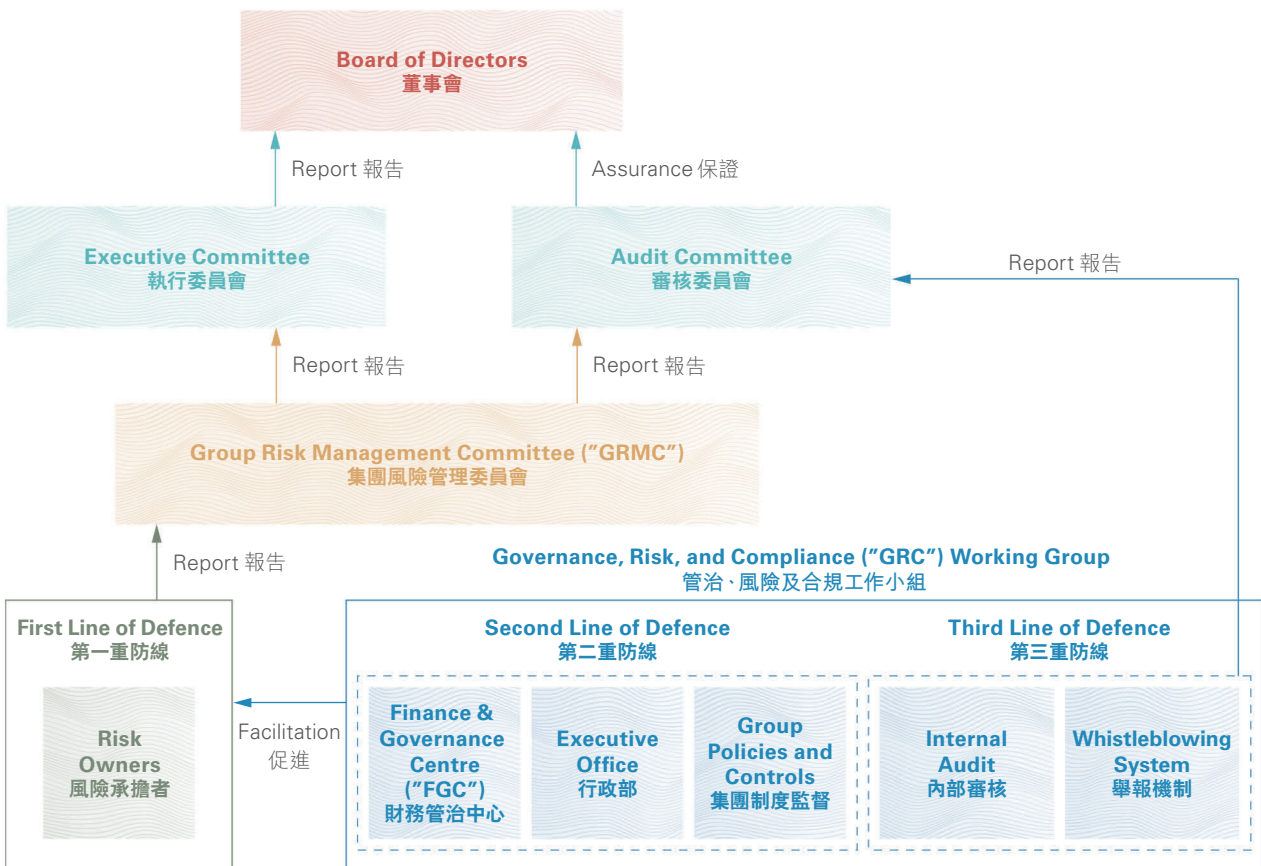 Board of Directors
董事會
Report 報告
Assurance 保證
Executive Committee
執行委員會
Audit Committee
審核委員會
Report 報告
Report 報告
Report 報告
Group Risk Management Committee ("GRMC")
集團風險管理委員會
Report 報告
Governance, Risk, and Compliance ("GRC") Working Group
管治、風險及合規工作小組
First Line of Defence
第一重防線
Risk
Owners
風險承擔者
Facilitation
促進
Second Line of Defence
第二重防線
Finance &
Governance
Centre
("FGC")
財務管治中心
Executive
Office
行政部
Group
Policies and
Controls
集團制度監督
Third Line of Defence
第三重防線
Internal
Audit
內部審核
Whistleblowing
System
舉報機制